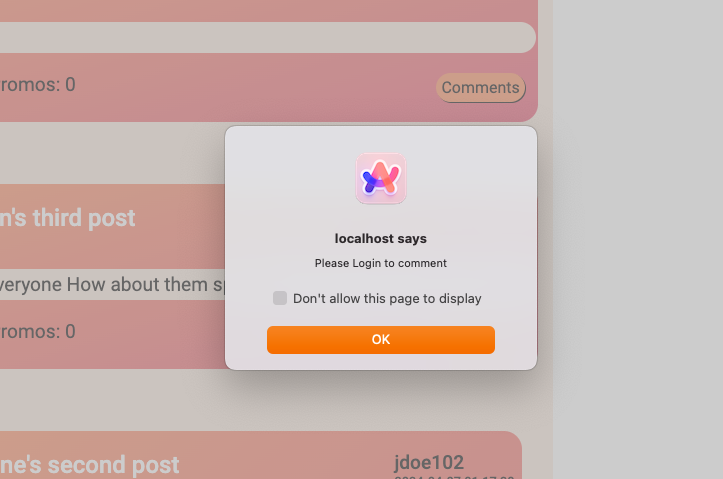 romos: 0
Comments
localhost says
Please Login to comment
Don't allow this page to display
OK
n's third post
veryone How about them s
romos: 0
ne's second post
jdoe102